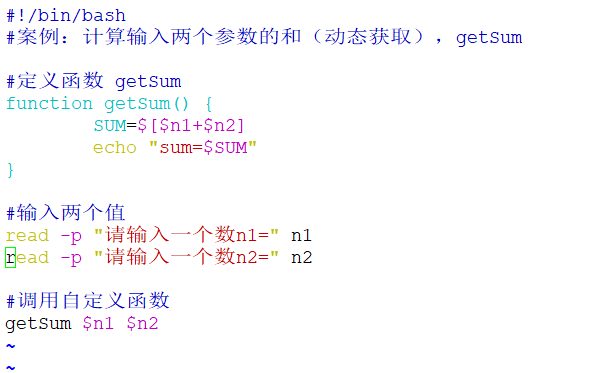 #!/bin/bash
#案例：计算输入两个参数的和（动态获取），getSum
#定义函数 getSum
function getSum() {
        SUM=$[$n1+$n2]
        echo "sum=$SUM"
}
#输入两个值
read -p "请输入一个数n1=" n1
read -p "请输入一个数n2=" n2
#调用自定义函数
getSum $n1 $n2
~
~